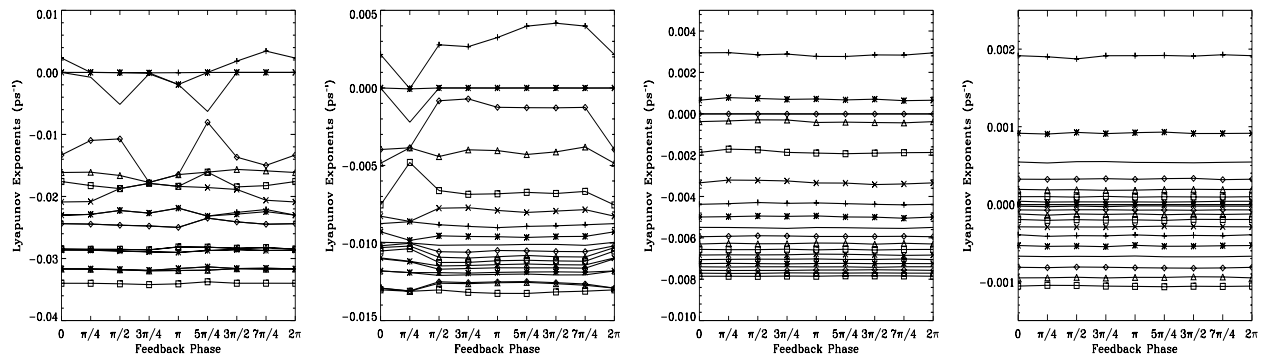 0.01
0.00
-0.01
-0.02
-0.03
-0.04
Lyapunov Exponents (ps⁻¹)
0 π/4 π/2 3π/4 π 5π/4 3π/2 7π/4 2π
Feedback Phase
0.005
0.000
-0.005
-0.010
-0.015
Lyapunov Exponents (ps⁻¹)
0 π/4 π/2 3π/4 π 5π/4 3π/2 7π/4 2π
Feedback Phase
0.004
0.002
0.000
-0.002
-0.004
-0.006
-0.008
-0.010
Lyapunov Exponents (ps⁻¹)
0 π/4 π/2 3π/4 π 5π/4 3π/2 7π/4 2π
Feedback Phase
0.002
0.001
0.000
-0.001
Lyapunov Exponents (ps⁻¹)
0 π/4 π/2 3π/4 π 5π/4 3π/2 7π/4 2π
Feedback Phase